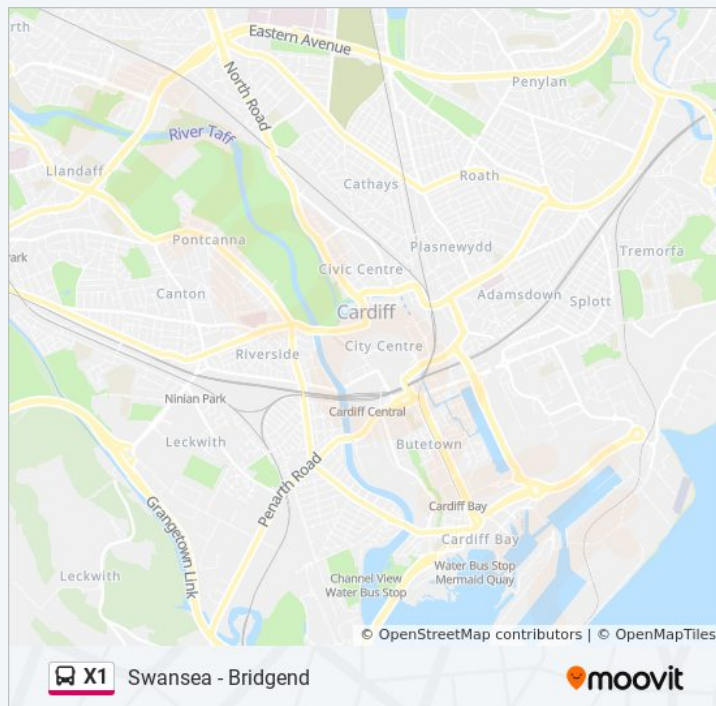 rth
Eastern Avenue
Penylan
North Road
River Taff
Llandaff
Cathays
Roath
Pontcanna
Plasnewydd
Tremorfa
ark
Civic Centre
Canton
Adamsdown
Splott
Cardiff
City Centre
Riverside
Ninian Park
Cardiff Central
Leckwith
Butetown
Penarth Road
Grangetown Link
Cardiff Bay
Cardiff Bay
Leckwith
Channel View
Water Bus Stop
Water Bus Stop
Mermaid Quay
© OpenStreetMap contributors | © OpenMapTiles
X1 Swansea - Bridgend
moovit